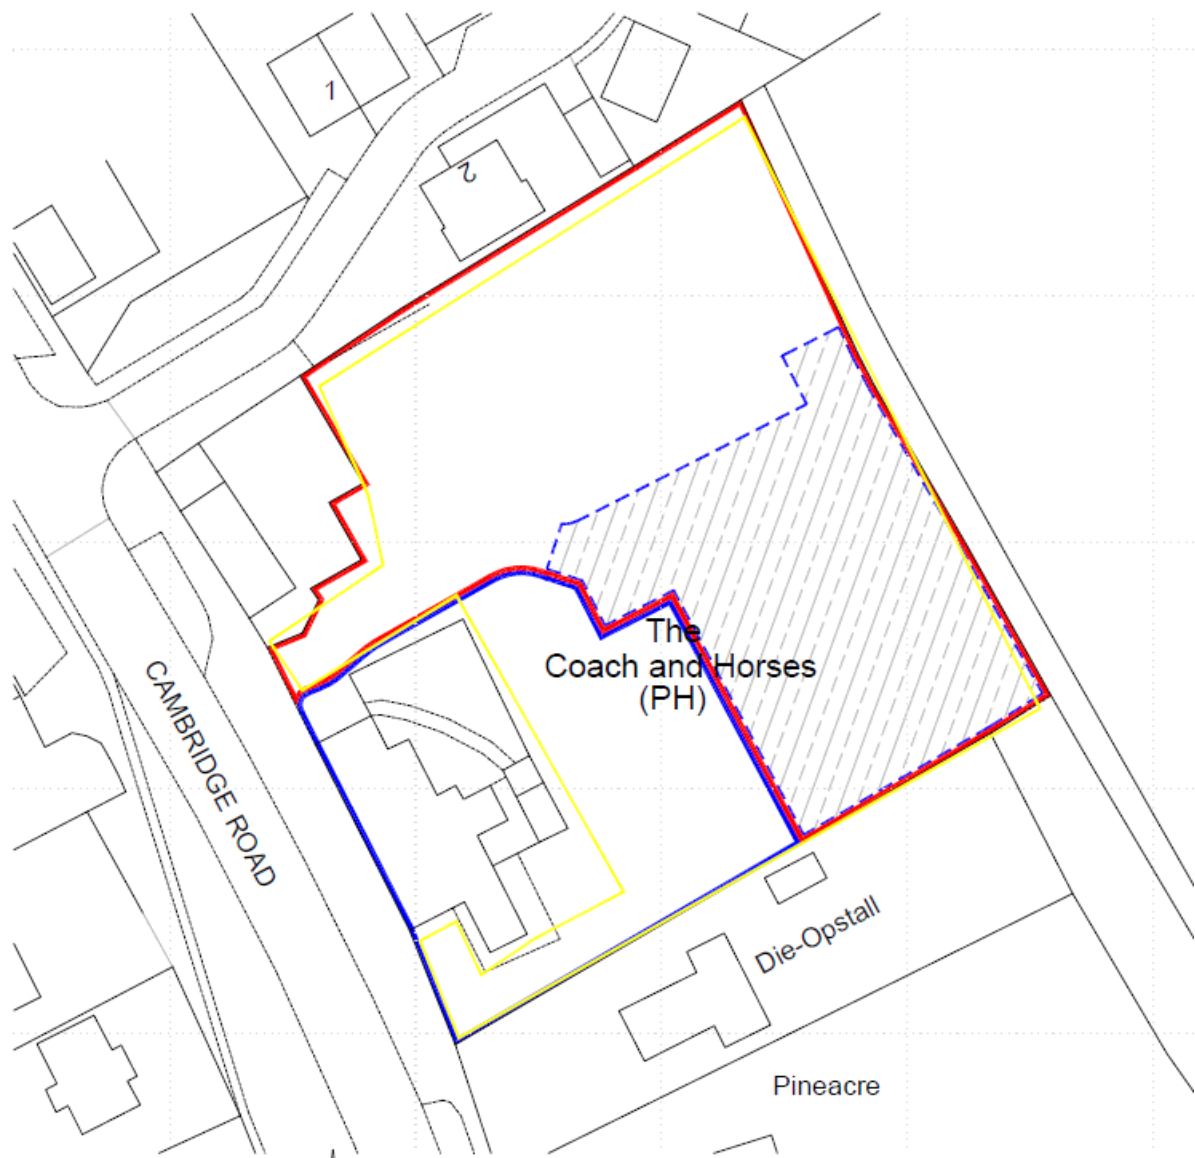 1
2
The
Coach and Horses
(PH)
CAMBRIDGE ROAD
Die-Opstall
Pineacre